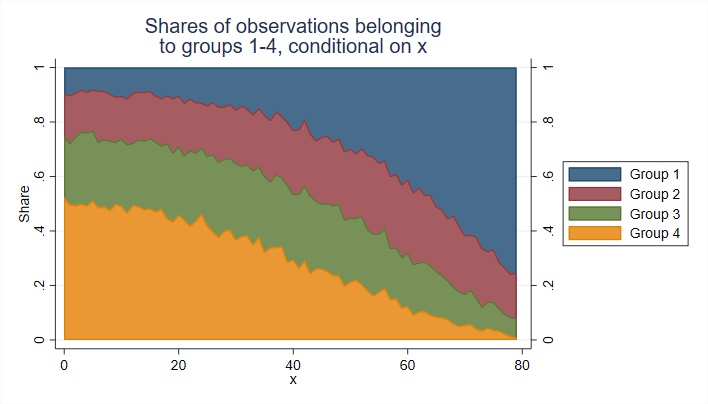 Shares of observations belonging
to groups 1-4, conditional on x
1
.8
.6
.4
.2
0
Share
1
.8
.6
.4
.2
0
0 20 40 60 80
x
Group 1
Group 2
Group 3
Group 4